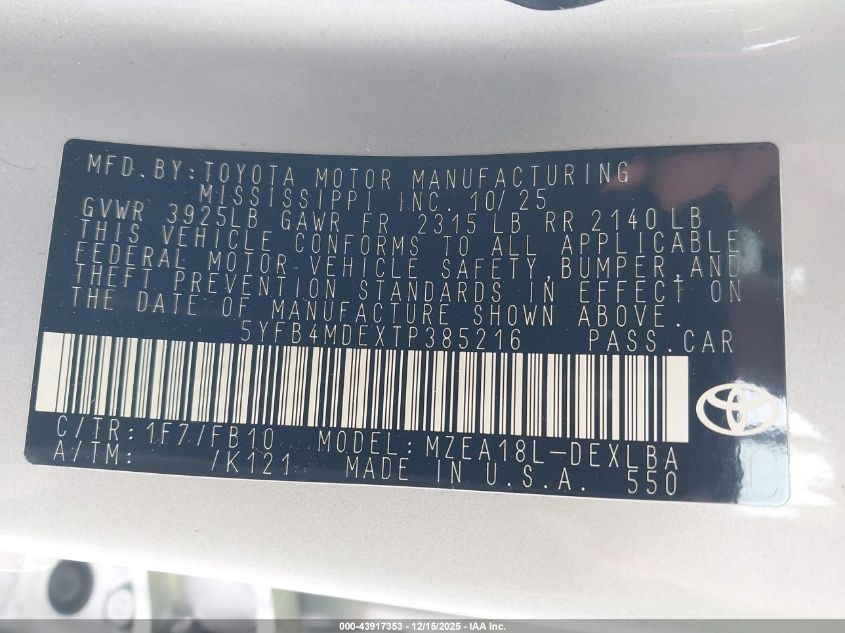 MFD.BY:TOYOTA MOTOR MANUFACTURING
MISSISSIPPI INC. 10/25
GVWR 3925LB GAWR FR 2315 LB RR 2140 LB
THIS VEHICLE CONFORMS TO ALL APPLICABLE
FEDERAL MOTOR-VEHICLE SAFETY,BUMPER,AND
THEFT PREVENTION STANDARDS IN EFFECT ON
THE DATE OF MANUFACTURE SHOWN ABOVE.
5YFB4MDEXTP385216 PASS.CAR
C/TR: 1F7/FB10 MODEL: MZEA18L-DEXLBA
A/TM: /K121 MADE IN U.S.A. 550
000-43917353 - 12/15/2025 - IAA Inc.